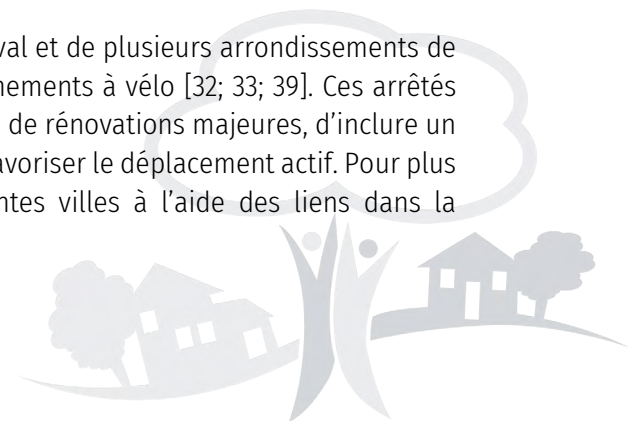 val et de plusieurs arrondissements de
nements à vélo [32; 33; 39]. Ces arrêtés
de rénovations majeures, d'inclure un
avoriser le déplacement actif. Pour plus
ntes villes à l'aide des liens dans la